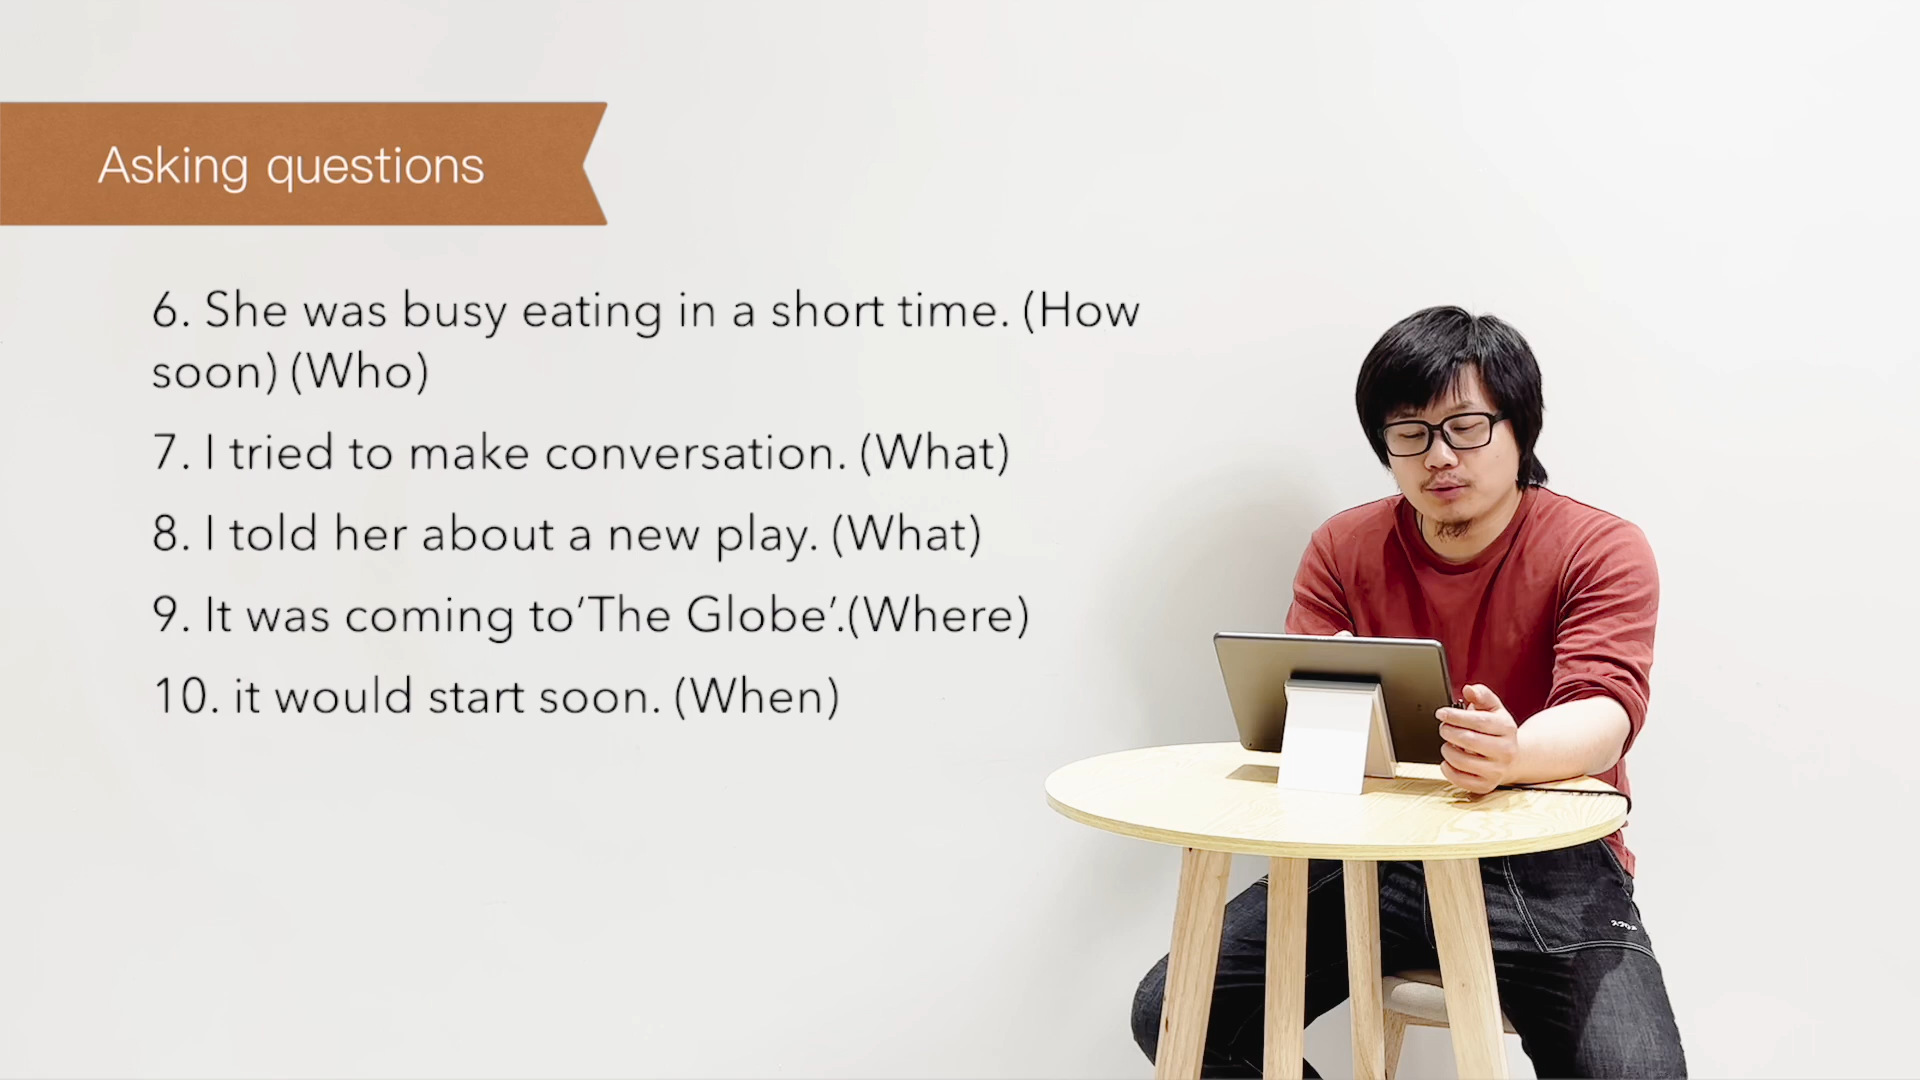 Asking questions
6. She was busy eating in a short time. (How
soon) (Who)
7. I tried to make conversation. (What)
8. I told her about a new play. (What)
9. It was coming to‘The Globe’.(Where)
10. it would start soon. (When)